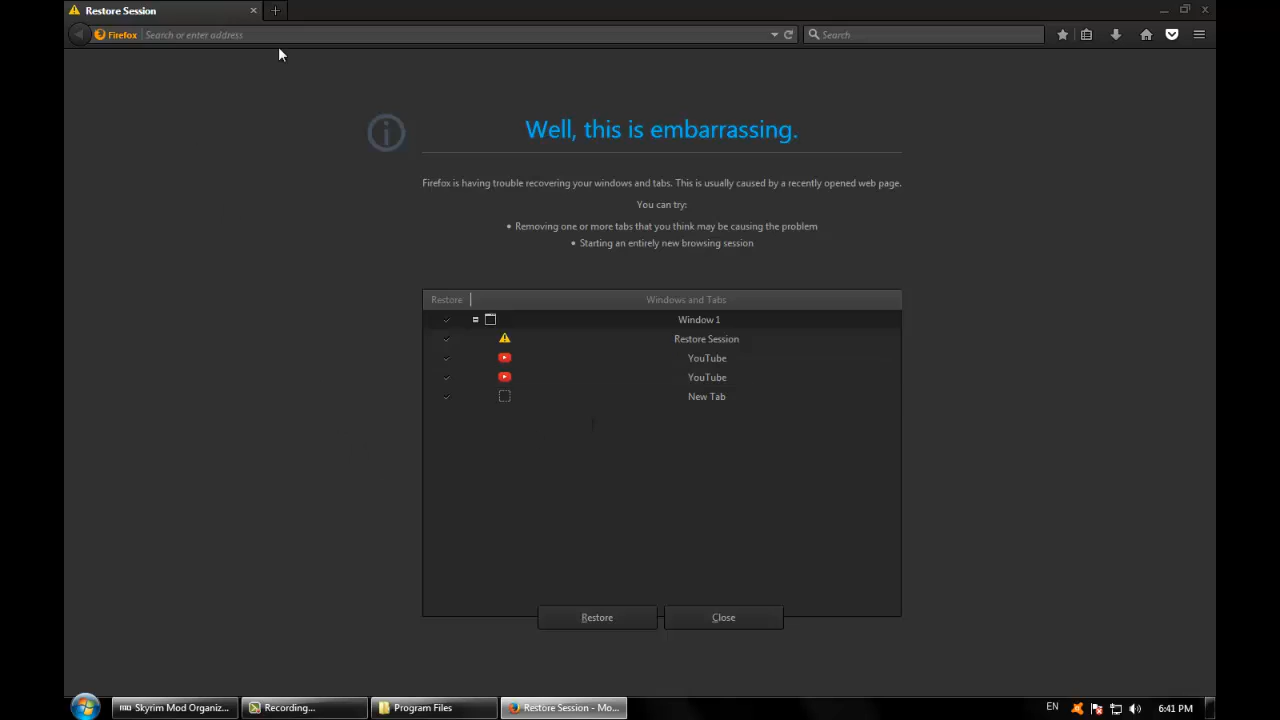 Restore Session
Firefox
Search or enter address
Search
Well, this is embarrassing.
Firefox is having trouble recovering your windows and tabs. This is usually caused by a recently opened web page.
You can try:
• Removing one or more tabs that you think may be causing the problem
• Starting an entirely new browsing session
Restore Windows and Tabs
Window 1
Restore Session
YouTube
YouTube
New Tab
Restore Close
Skyrim Mod Organiz... Recording... Program Files Restore Session - Mo... EN 6:41 PM